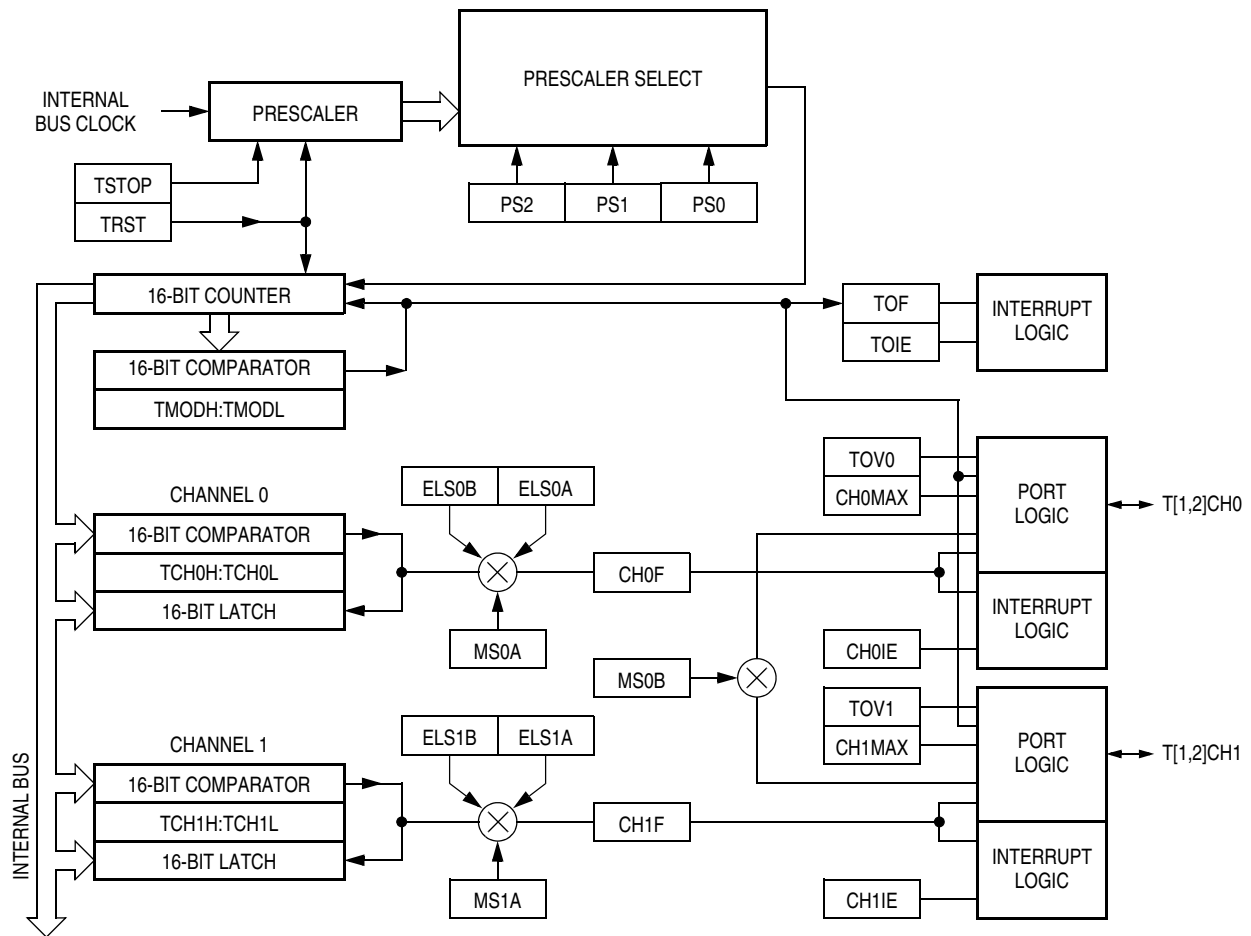 PRESCALER SELECT
INTERNAL
BUS CLOCK
PRESCALER
TSTOP
TRST
PS2
PS1
PS0
16-BIT COUNTER
16-BIT COMPARATOR
TMODH:TMODL
TOF
TOIE
INTERRUPT
LOGIC
CHANNEL 0
16-BIT COMPARATOR
TCH0H:TCH0L
16-BIT LATCH
ELS0B
ELS0A
MS0A
CH0F
TOV0
CH0MAX
PORT
LOGIC
T[1,2]CH0
INTERRUPT
LOGIC
CH0IE
MS0B
INTERNAL BUS
CHANNEL 1
16-BIT COMPARATOR
TCH1H:TCH1L
16-BIT LATCH
ELS1B
ELS1A
MS1A
CH1F
TOV1
CH1MAX
PORT
LOGIC
T[1,2]CH1
INTERRUPT
LOGIC
CH1IE